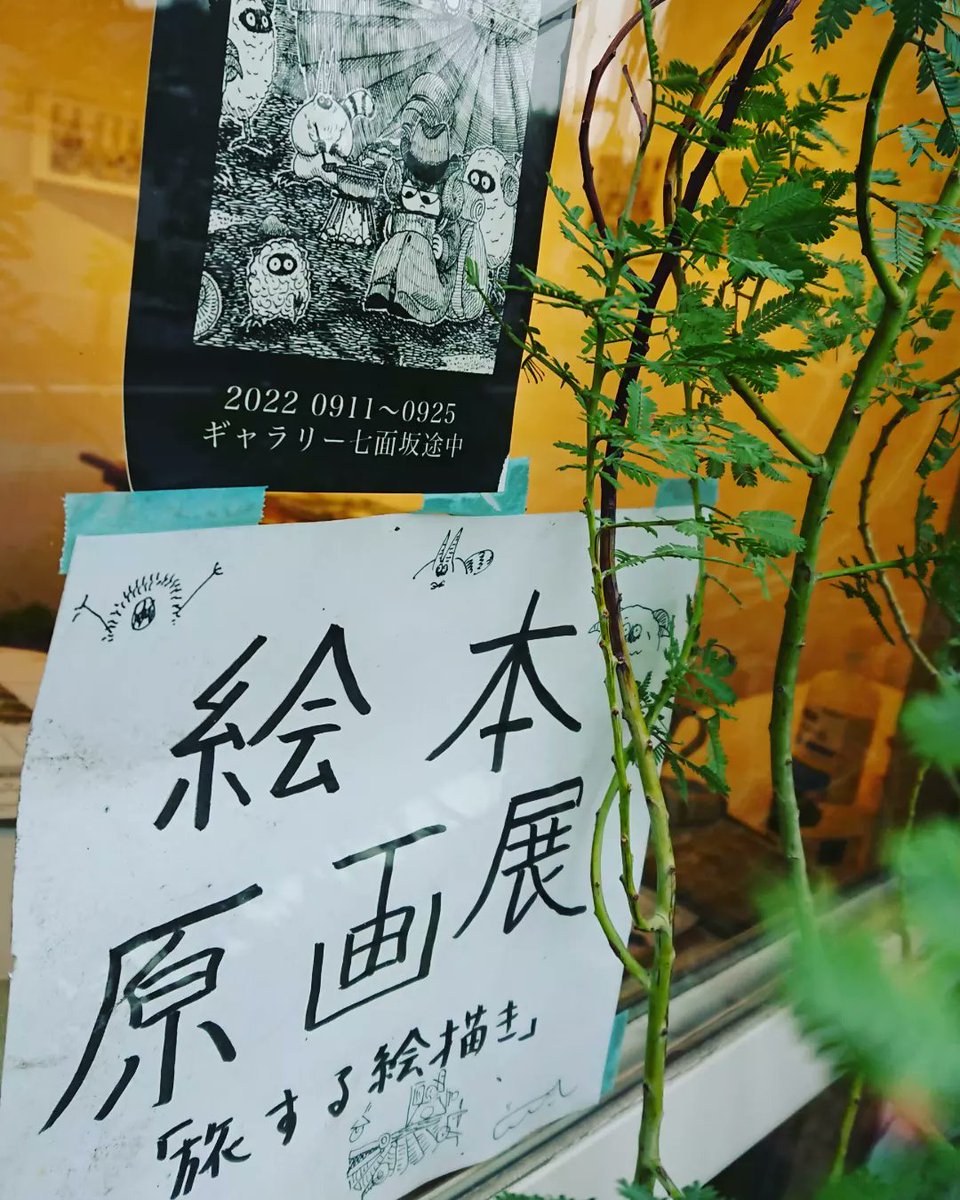 2022 0911〜0925
ギャラリー七面坂途中
絵本
原画展
「旅する絵描き」